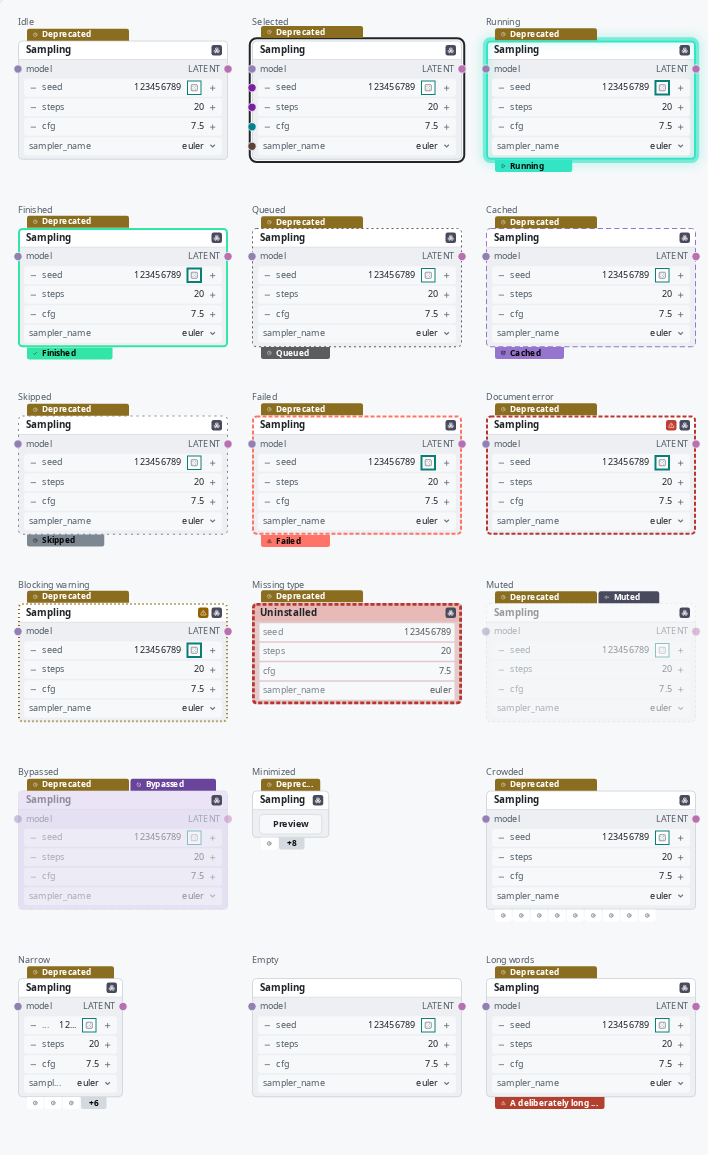 Idle
Deprecated
Sampling
model LATENT
− seed 123456789 +
− steps 20 +
− cfg 7.5 +
sampler_name euler
Selected
Deprecated
Sampling
model LATENT
− seed 123456789 +
− steps 20 +
− cfg 7.5 +
sampler_name euler
Running
Deprecated
Sampling
model LATENT
− seed 123456789 +
− steps 20 +
− cfg 7.5 +
sampler_name euler
Running
Finished
Deprecated
Sampling
model LATENT
− seed 123456789 +
− steps 20 +
− cfg 7.5 +
sampler_name euler
Finished
Queued
Deprecated
Sampling
model LATENT
− seed 123456789 +
− steps 20 +
− cfg 7.5 +
sampler_name euler
Queued
Cached
Deprecated
Sampling
model LATENT
− seed 123456789 +
− steps 20 +
− cfg 7.5 +
sampler_name euler
Cached
Skipped
Deprecated
Sampling
model LATENT
− seed 123456789 +
− steps 20 +
− cfg 7.5 +
sampler_name euler
Skipped
Failed
Deprecated
Sampling
model LATENT
− seed 123456789 +
− steps 20 +
− cfg 7.5 +
sampler_name euler
Failed
Document error
Deprecated
Sampling
model LATENT
− seed 123456789 +
− steps 20 +
− cfg 7.5 +
sampler_name euler
Blocking warning
Deprecated
Sampling
model LATENT
− seed 123456789 +
− steps 20 +
− cfg 7.5 +
sampler_name euler
Missing type
Deprecated
Uninstalled
seed 123456789
steps 20
cfg 7.5
sampler_name euler
Muted
Deprecated Muted
Sampling
model LATENT
− seed 123456789 +
− steps 20 +
− cfg 7.5 +
sampler_name euler
Bypassed
Deprecated Bypassed
Sampling
model LATENT
− seed 123456789 +
− steps 20 +
− cfg 7.5 +
sampler_name euler
Minimized
Deprec...
Sampling
Preview
+8
Crowded
Deprecated
Sampling
model LATENT
− seed 123456789 +
− steps 20 +
− cfg 7.5 +
sampler_name euler
Narrow
Deprecated
Sampling
model LATENT
− ... 12... +
− steps 20 +
− cfg 7.5 +
sampl... euler
+6
Empty
Sampling
model LATENT
− seed 123456789 +
− steps 20 +
− cfg 7.5 +
sampler_name euler
Long words
Deprecated
Sampling
model LATENT
− seed 123456789 +
− steps 20 +
− cfg 7.5 +
sampler_name euler
A deliberately long ...